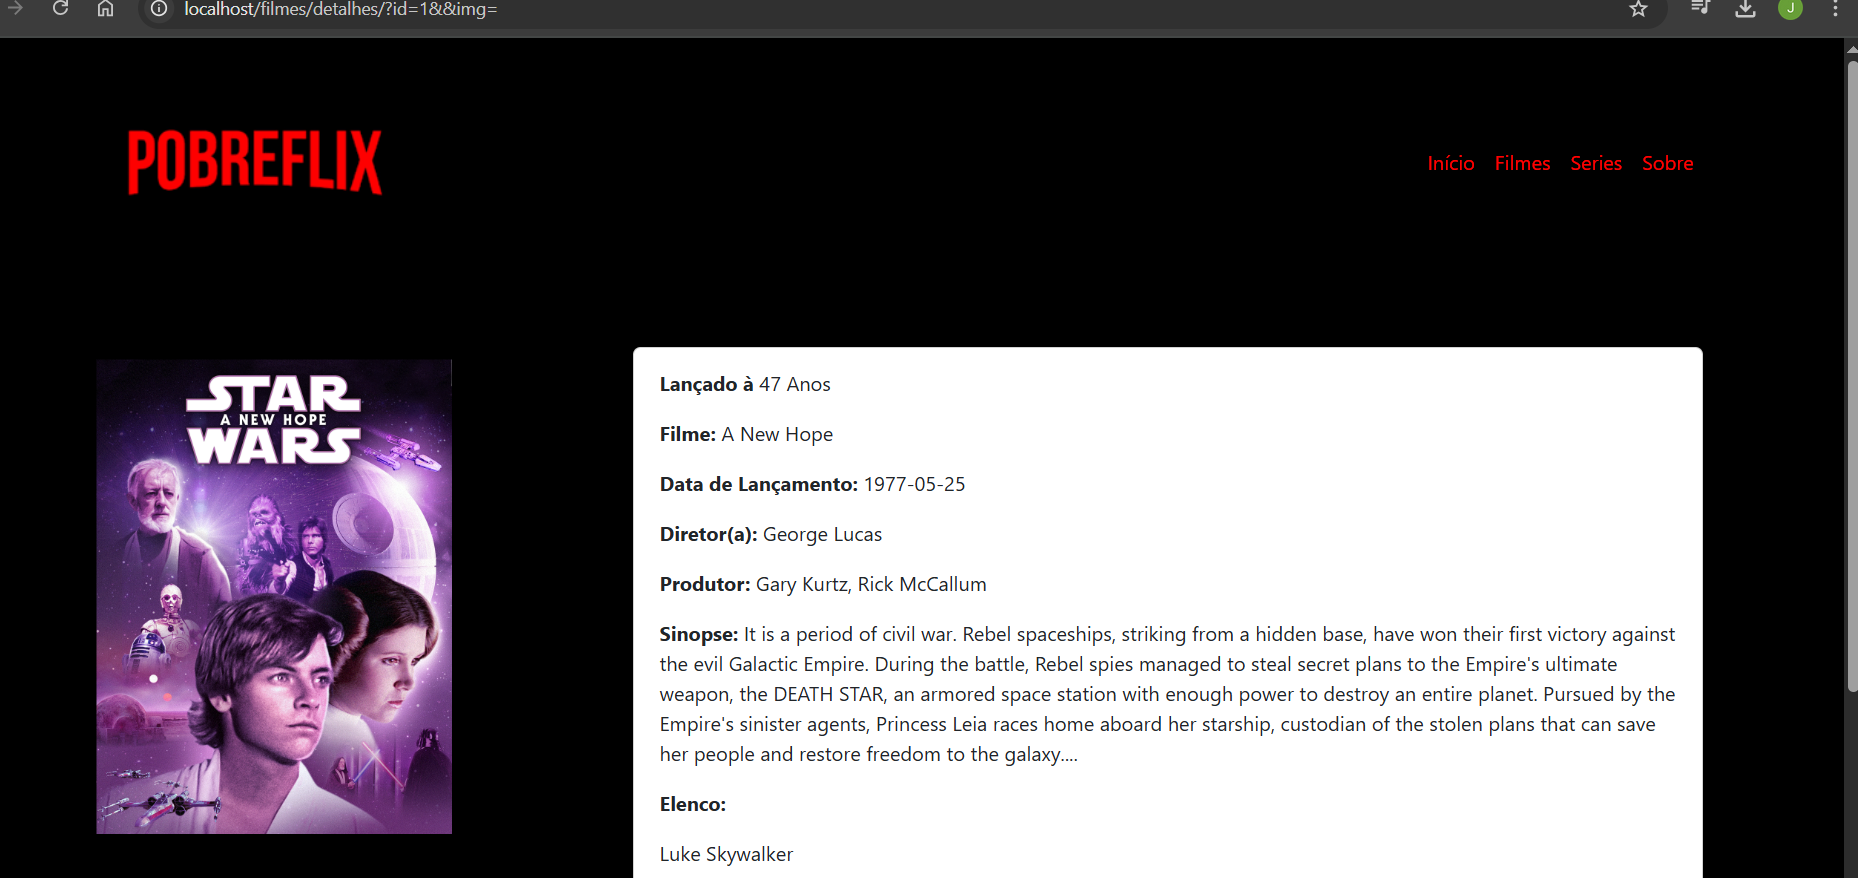 localhost/filmes/detalhes/?id=1&&img=
J
POBREFLIX
Início Filmes Series Sobre
STAR
A NEW HOPE
WARS
Lançado à 47 Anos
Filme: A New Hope
Data de Lançamento: 1977-05-25
Diretor(a): George Lucas
Produtor: Gary Kurtz, Rick McCallum
Sinopse: It is a period of civil war. Rebel spaceships, striking from a hidden base, have won their first victory against
the evil Galactic Empire. During the battle, Rebel spies managed to steal secret plans to the Empire's ultimate
weapon, the DEATH STAR, an armored space station with enough power to destroy an entire planet. Pursued by the
Empire's sinister agents, Princess Leia races home aboard her starship, custodian of the stolen plans that can save
her people and restore freedom to the galaxy....
Elenco:
Luke Skywalker